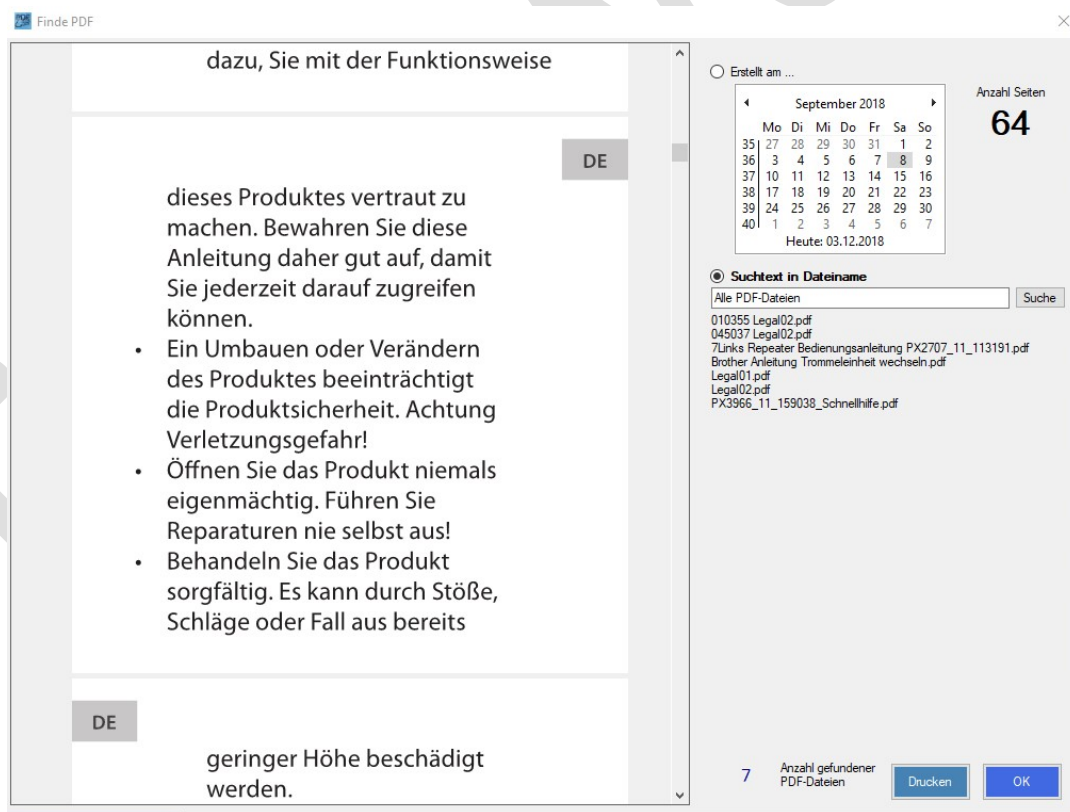 Finde PDF
dazu, Sie mit der Funktionsweise
DE
dieses Produktes vertraut zu
machen. Bewahren Sie diese
Anleitung daher gut auf, damit
Sie jederzeit darauf zugreifen
können.
• Ein Umbauen oder Verändern
des Produktes beeinträchtigt
die Produktsicherheit. Achtung
Verletzungsgefahr!
• Öffnen Sie das Produkt niemals
eigenmächtig. Führen Sie
Reparaturen nie selbst aus!
• Behandeln Sie das Produkt
sorgfältig. Es kann durch Stöße,
Schläge oder Fall aus bereits
DE
geringer Höhe beschädigt
werden.
Erstellt am ...
September 2018
Mo Di Mi Do Fr Sa So
35 27 28 29 30 31 1 2
36 3 4 5 6 7 8 9
37 10 11 12 13 14 15 16
38 17 18 19 20 21 22 23
39 24 25 26 27 28 29 30
40 1 2 3 4 5 6 7
Heute: 03.12.2018
Anzahl Seiten
64
Suchtext in Dateiname
Alle PDF-Dateien
Suche
010355 Legal02.pdf
045037 Legal02.pdf
7Links Repeater Bedienungsanleitung PX2707_11_113191.pdf
Brother Anleitung Trommeleinheit wechseln.pdf
Legal01.pdf
Legal02.pdf
PX3966_11_159038_Schnellhilfe.pdf
7
Anzahl gefundener
PDF-Dateien
Drucken
OK